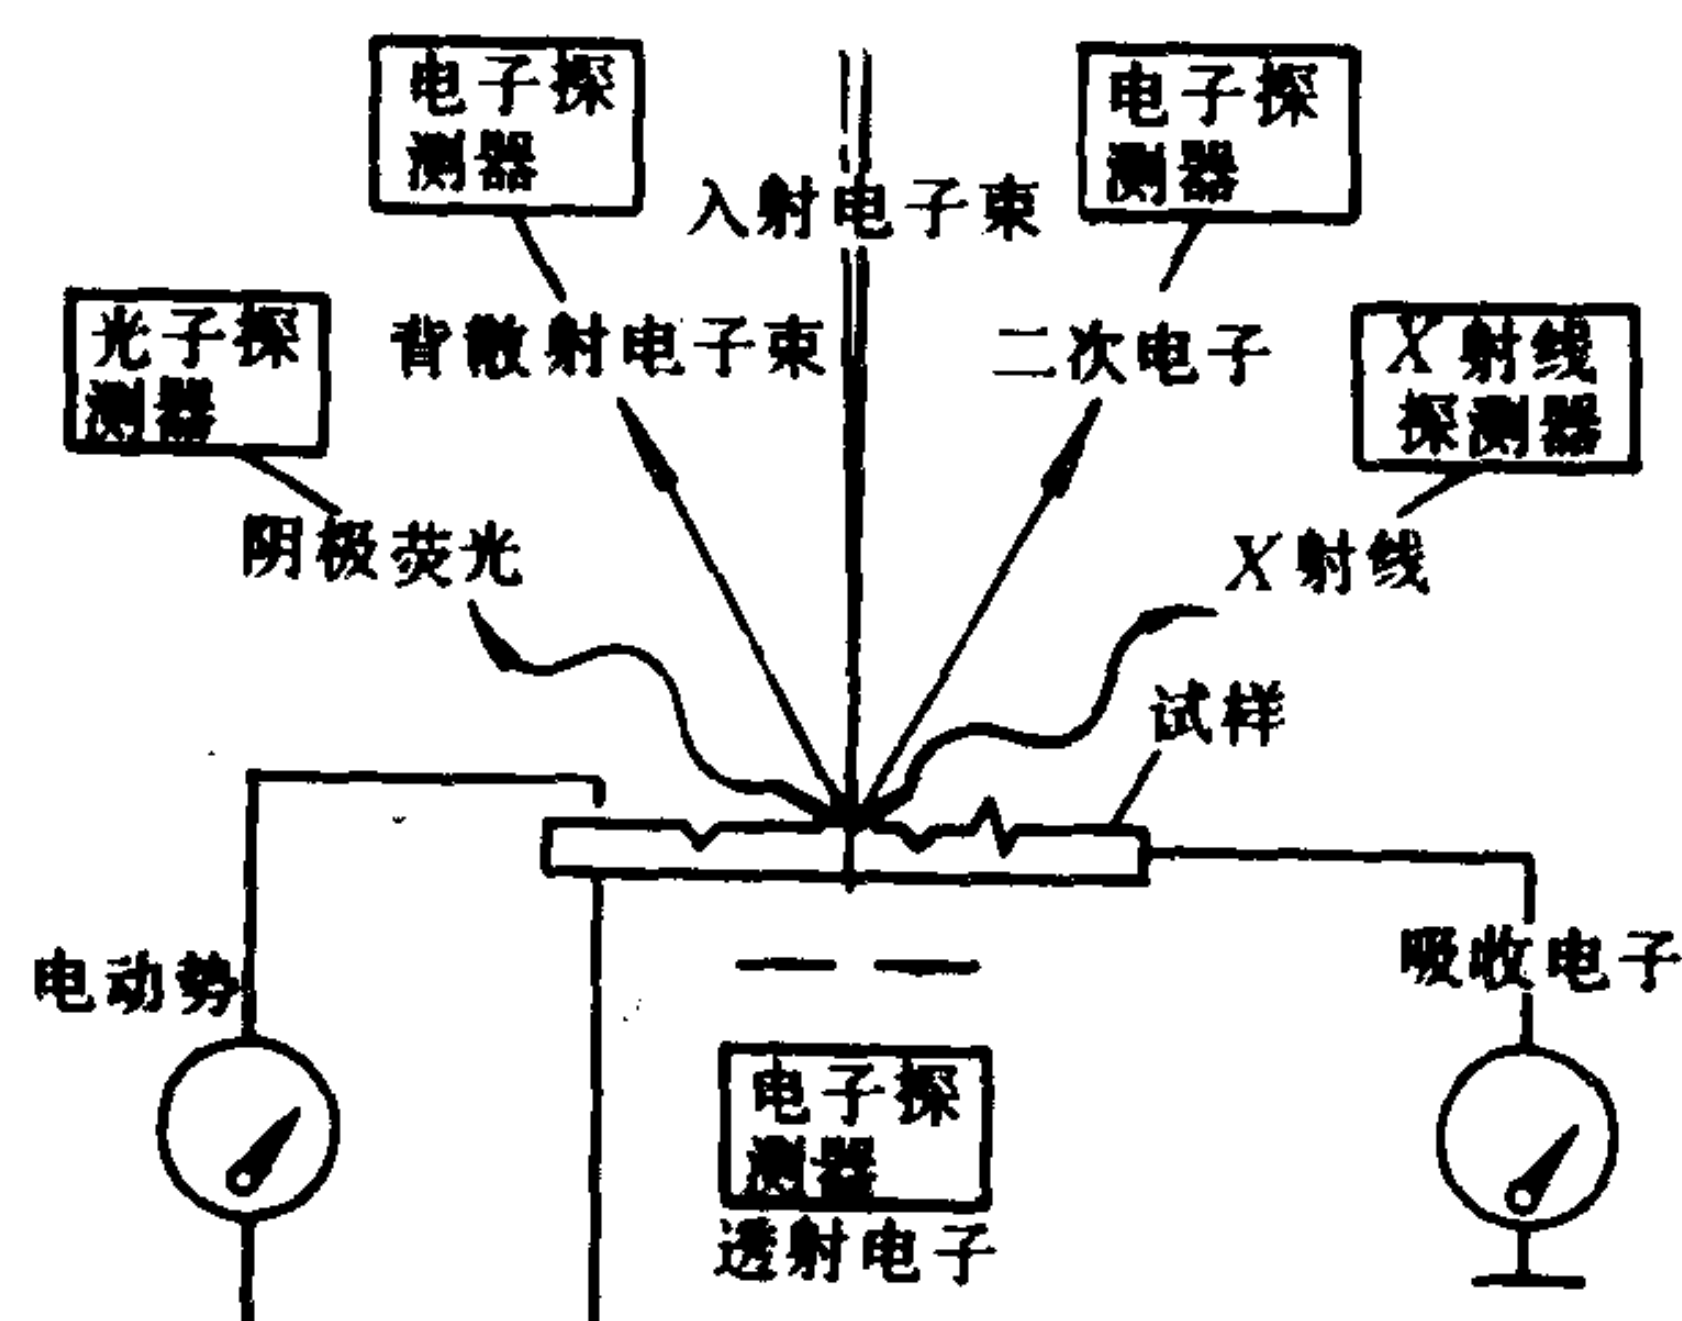 电子探
测器
入射电子束
电子探
测器
光子探
测器
背散射电子束
二次电子
X射线
探测器
阴极荧光
X射线
试样
电动势
吸收电子
电子探
测器
透射电子